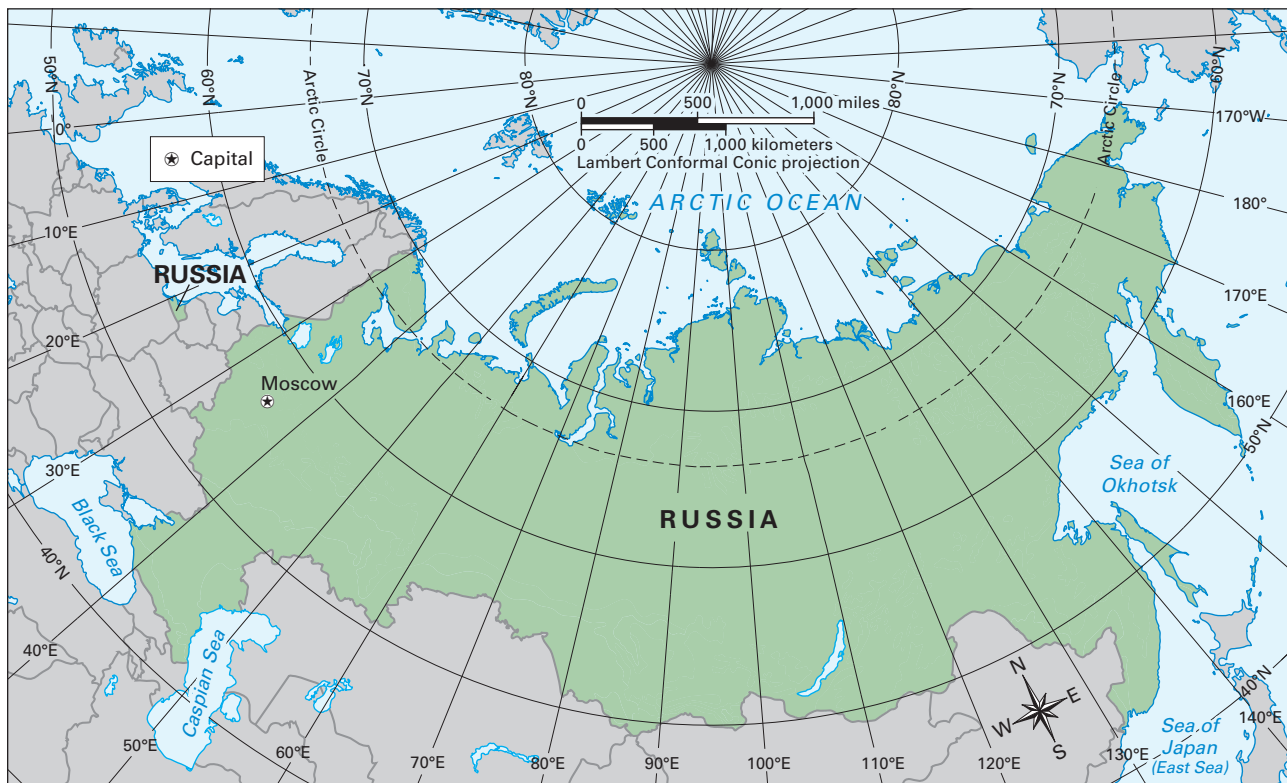 50°N
60°N
Arctic Circle
70°N
80°N
80°N
70°N
Arctic Circle
60°N
170°W
180°
170°E
160°E
50°N
0 500 1,000 miles
0 500 1,000 kilometers
Lambert Conformal Conic projection
0°
Capital
10°E
20°E
30°E
40°N
40°E
50°E
60°E
70°E
80°E
90°E
100°E
110°E
120°E
130°E
140°E
40°N
ARCTIC OCEAN
RUSSIA
Moscow
RUSSIA
Black Sea
Caspian Sea
Sea of
Okhotsk
N
E
W
S
Sea of
Japan
(East Sea)